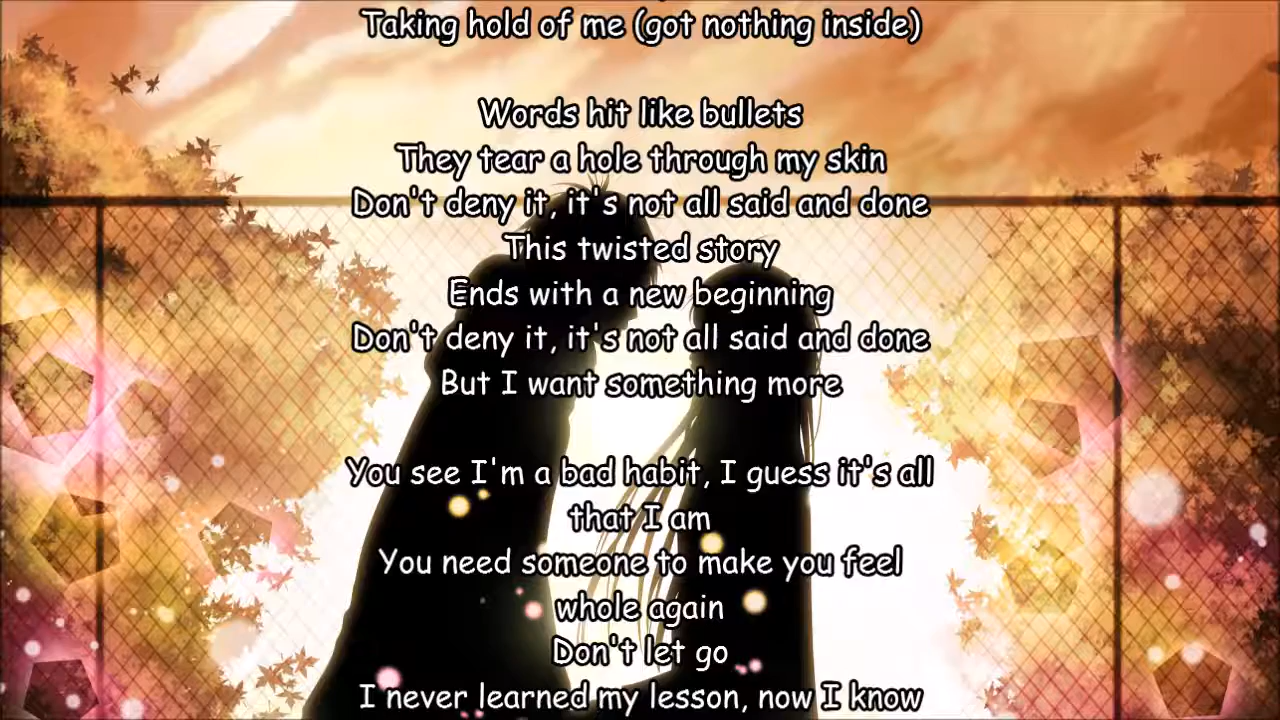 Taking hold of me (got nothing inside)
Words hit like bullets
They tear a hole through my skin
Don't deny it, it's not all said and done
This twisted story
Ends with a new beginning
Don't deny it, it's not all said and done
But I want something more
You see I'm a bad habit, I guess it's all
that I am
You need someone to make you feel
whole again
Don't let go
I never learned my lesson, now I know